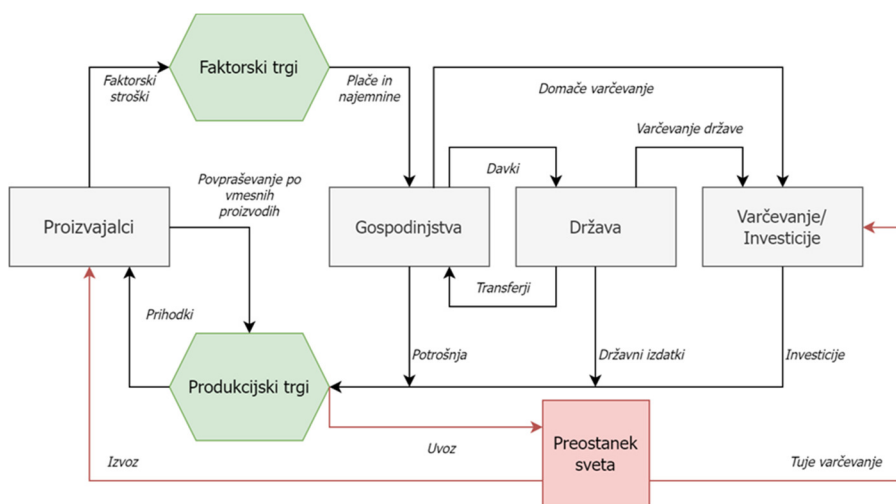 Faktorski trgi
Faktorski
stroški
Plače in
najemnine
Domače varčevanje
Varčevanje države
Davki
Povpraševanje po
vmesnih
proizvodih
Proizvajalci
Gospodinjstva
Država
Varčevanje/
Investicije
Transferji
Prihodki
Potrošnja
Državni izdatki
Investicije
Produkcijski trgi
Preostanek
sveta
Uvoz
Izvoz
Tuje varčevanje